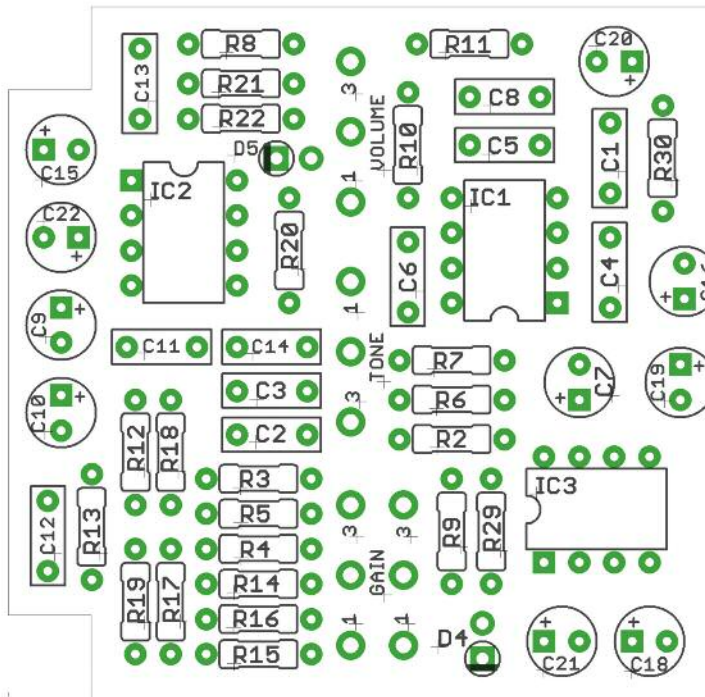 R8
R11
C20
C13
R21
3
C8
R22
VOLUME
R10
C5
C1
R30
D5
C15
IC2
1
IC1
C22
R20
C6
C4
C16
1
C9
C11
C14
TONE
R7
C7
C19
C3
3
R6
C10
C2
R2
R12
R18
R3
IC3
R5
3
3
R9
R29
C12
R13
R4
GAIN
R14
R19
R17
R16
1
1
D4
R15
C21
C18